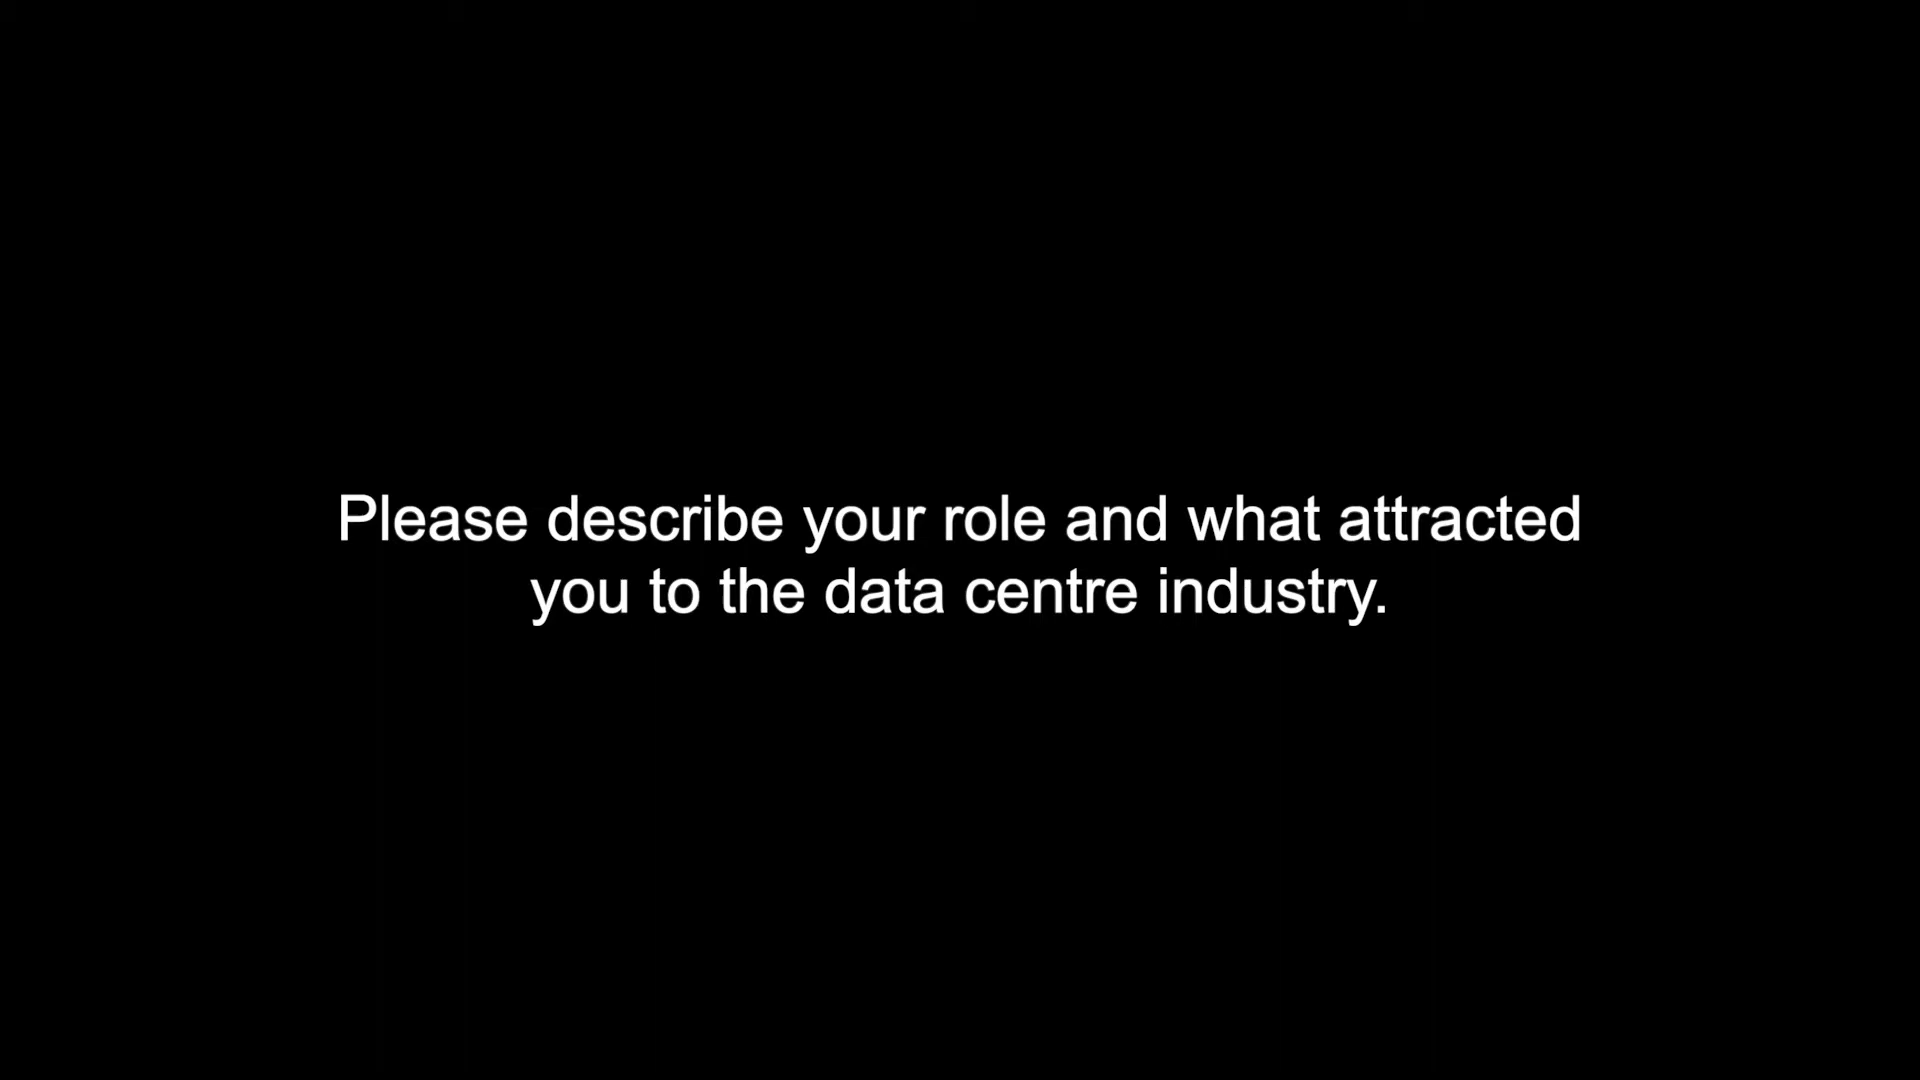 Please describe your role and what attracted
you to the data centre industry.